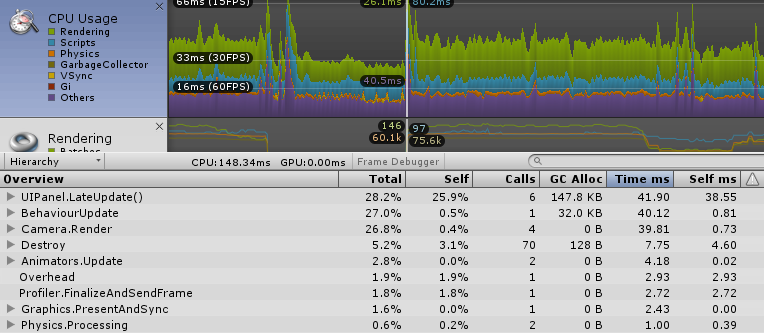 CPU Usage
Rendering
Scripts
Physics
GarbageCollector
VSync
Gi
Others
66ms (15FPS)
26.1ms
80.2ms
33ms (30FPS)
40.5ms
16ms (60FPS)
Rendering
Batches
146
60.1k
97
75.6k
Hierarchy
CPU:148.34ms GPU:0.00ms
Frame Debugger
Overview Total Self Calls GC Alloc Time ms Self ms
UIPanel.LateUpdate() 28.2% 25.9% 6 147.8 KB 41.90 38.55
BehaviourUpdate 27.0% 0.5% 1 32.0 KB 40.12 0.81
Camera.Render 26.8% 0.4% 4 0 B 39.81 0.73
Destroy 5.2% 3.1% 70 128 B 7.75 4.60
Animators.Update 2.8% 0.0% 2 0 B 4.18 0.02
Overhead 1.9% 1.9% 1 0 B 2.93 2.93
Profiler.FinalizeAndSendFrame 1.8% 1.8% 1 0 B 2.72 2.72
Graphics.PresentAndSync 1.6% 0.0% 1 0 B 2.43 0.00
Physics.Processing 0.6% 0.2% 2 0 B 1.00 0.39